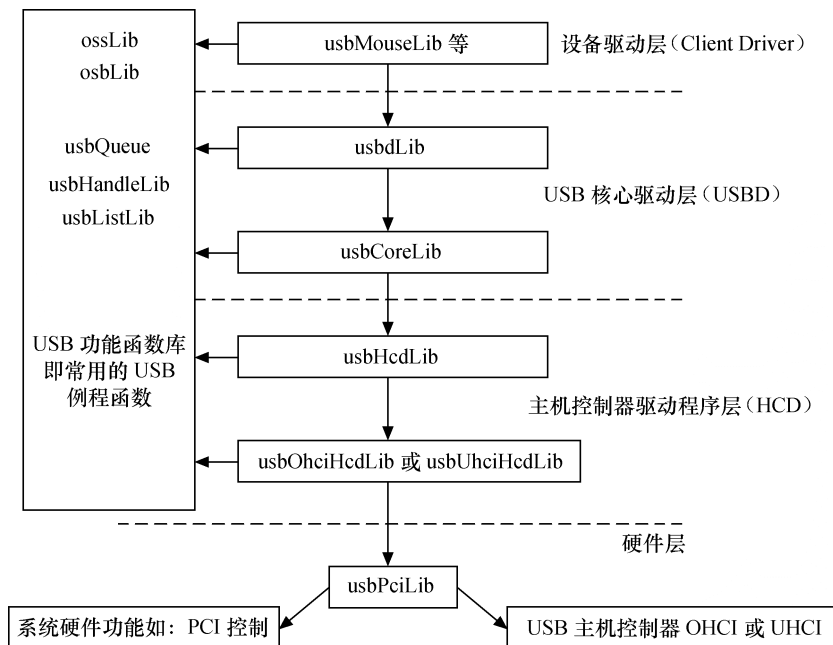 ossLib
osbLib
usbMouseLib 等
设备驱动层(Client Driver)
usbQueue
usbHandleLib
usbListLib
usbdLib
USB 核心驱动层(USBD)
usbCoreLib
USB 功能函数库
即常用的 USB
例程函数
usbHcdLib
主机控制器驱动程序层(HCD)
usbOhciHcdLib 或 usbUhciHcdLib
硬件层
usbPciLib
系统硬件功能如：PCI 控制
USB 主机控制器 OHCI 或 UHCI